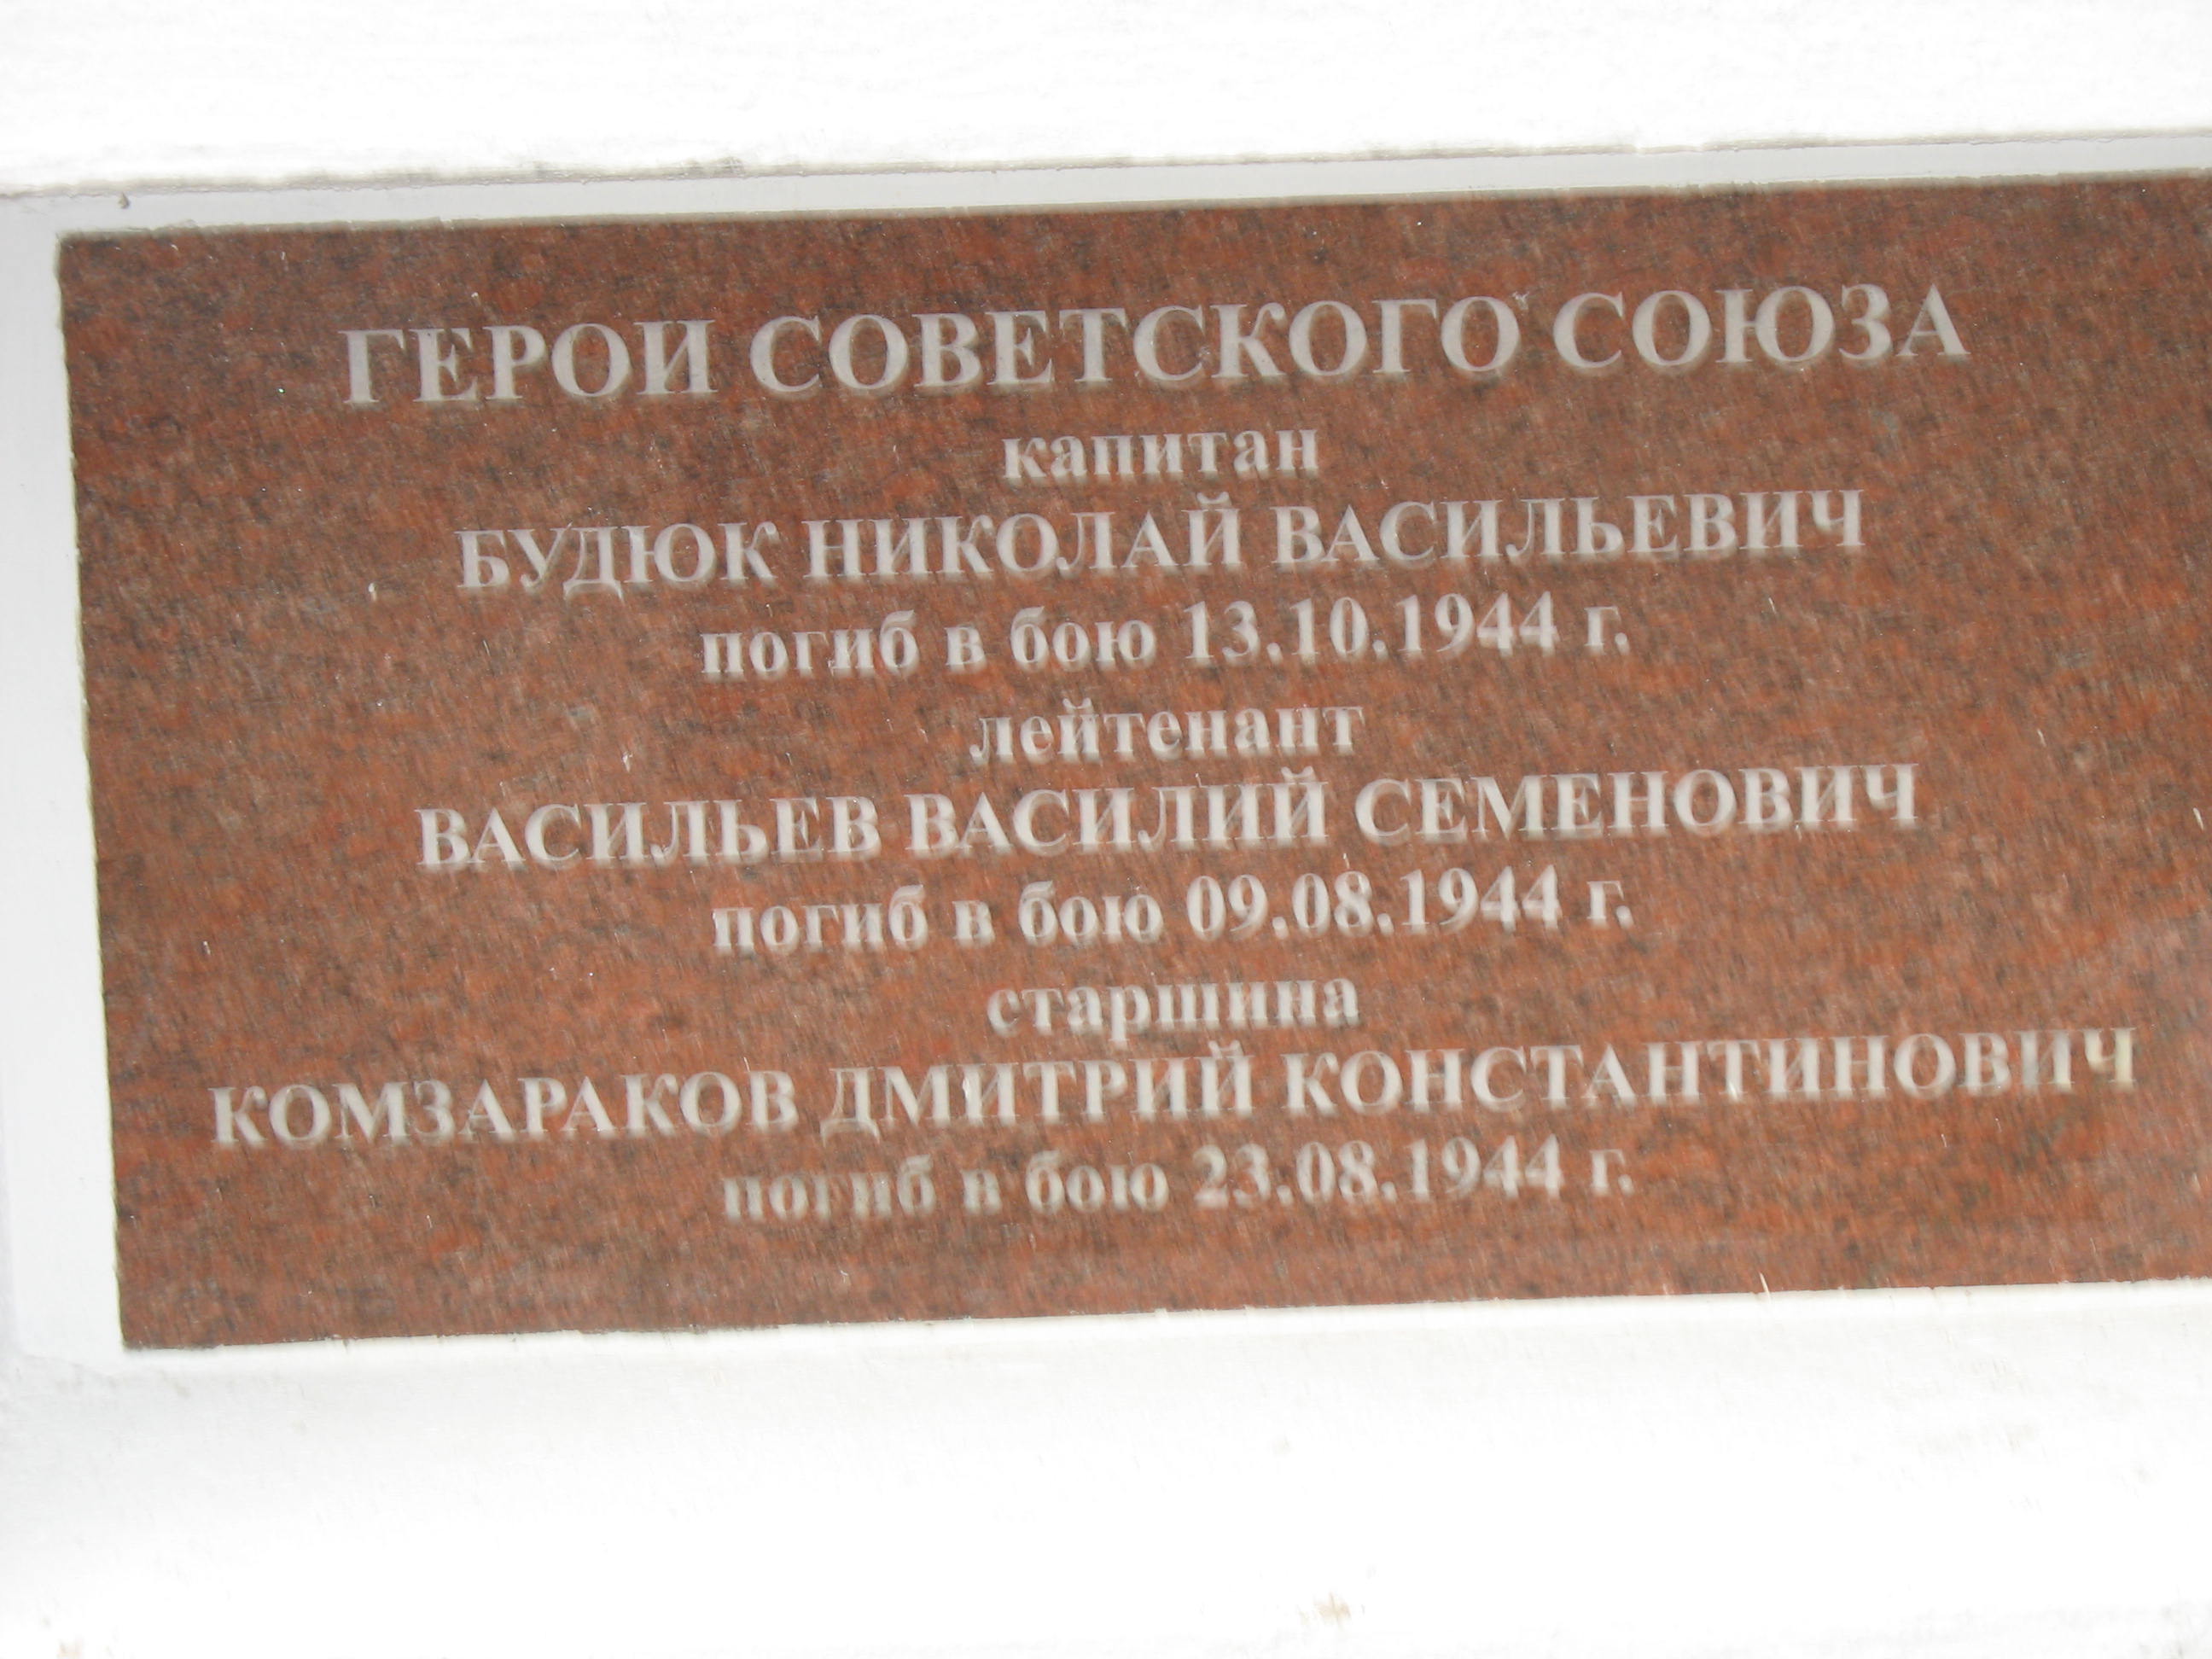 ГЕРОИ СОВЕТСКОГО СОЮЗА
капитан
БУДЮК НИКОЛАЙ ВАСИЛЬЕВИЧ
погиб в бою 13.10.1944 г.
лейтенант
ВАСИЛЬЕВ ВАСИЛИЙ СЕМЕНОВИЧ
погиб в бою 09.08.1944 г.
старшина
КОМЗАРАКОВ ДМИТРИЙ КОНСТАНТИНОВИЧ
погиб в бою 23.08.1944 г.